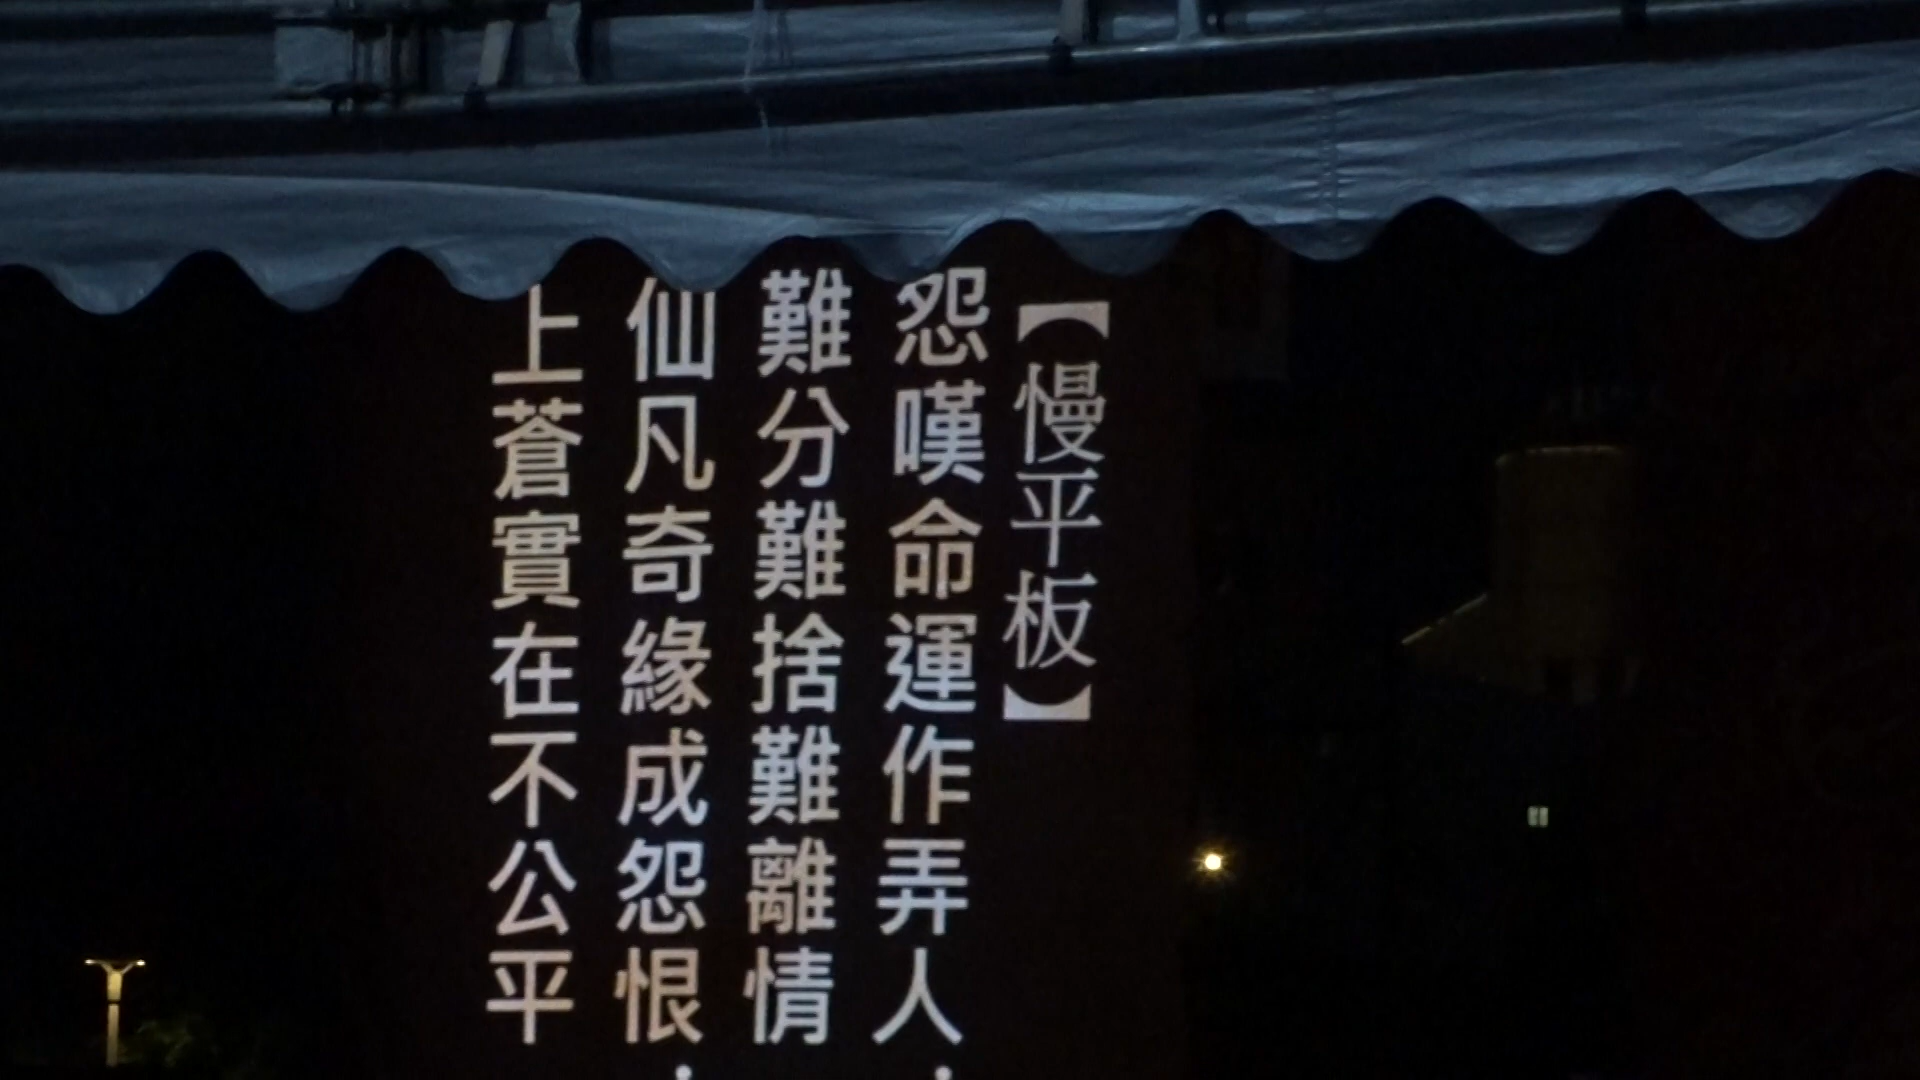 【慢平板】
怨嘆命運作弄人.
難分難捨難離情
仙凡奇緣成怨恨.
上蒼實在不公平